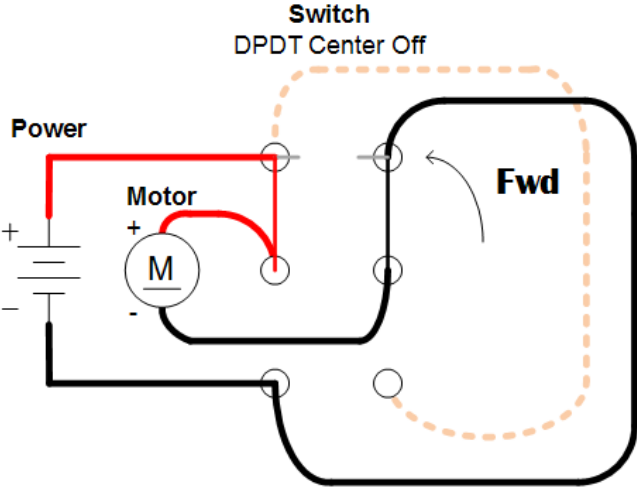 Switch
DPDT Center Off
Power
Motor
Fwd
+
+
M
−
-